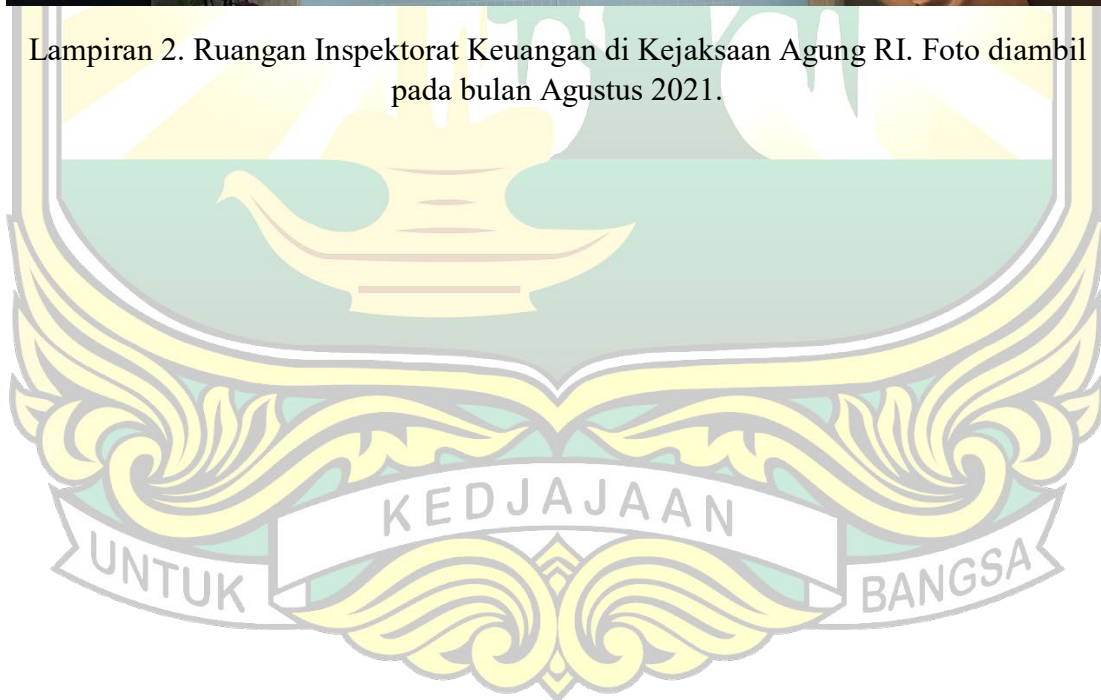 Lampiran 2. Ruangan Inspektorat Keuangan di Kejaksaan Agung RI. Foto diambil
pada bulan Agustus 2021.
UNTUK KEDJAJAAN BANGSA